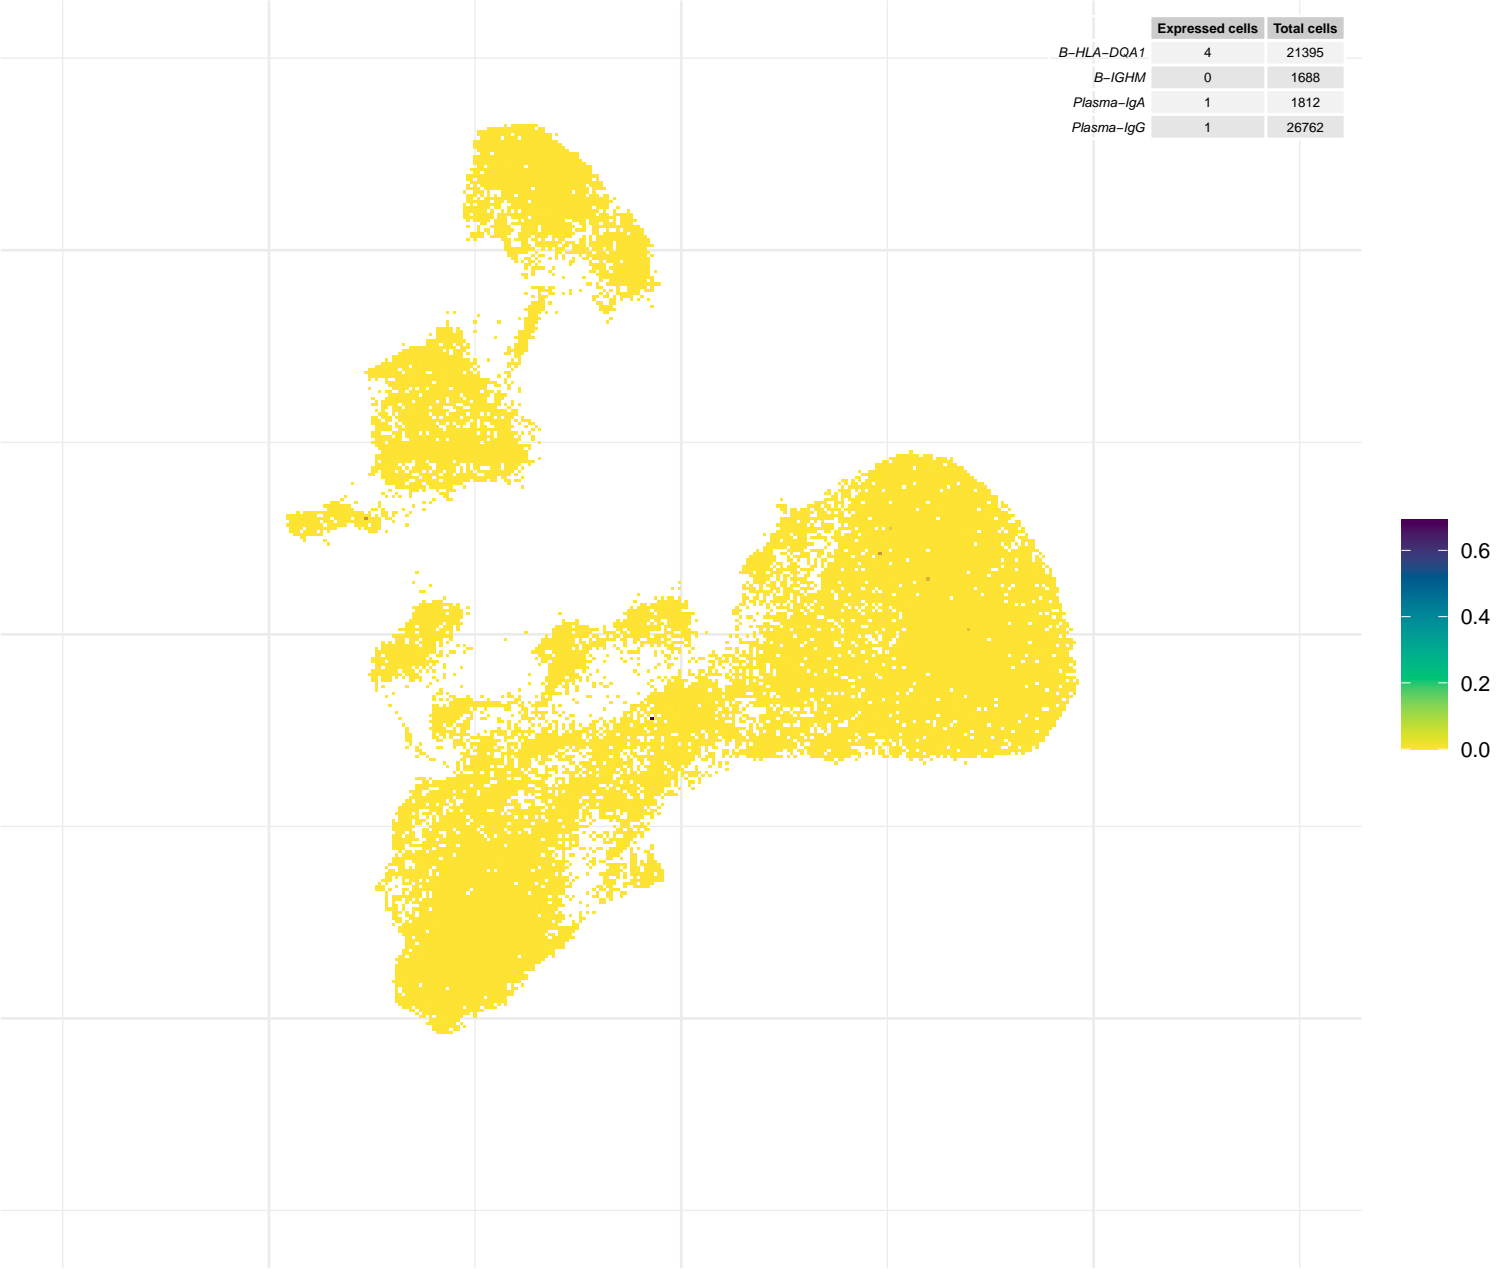 Expressed cells Total cells
B−HLA−DQA1 4 21395
B−IGHM 0 1688
Plasma−IgA 1 1812
Plasma−IgG 1 26762
0.6
0.4
0.2
0.0